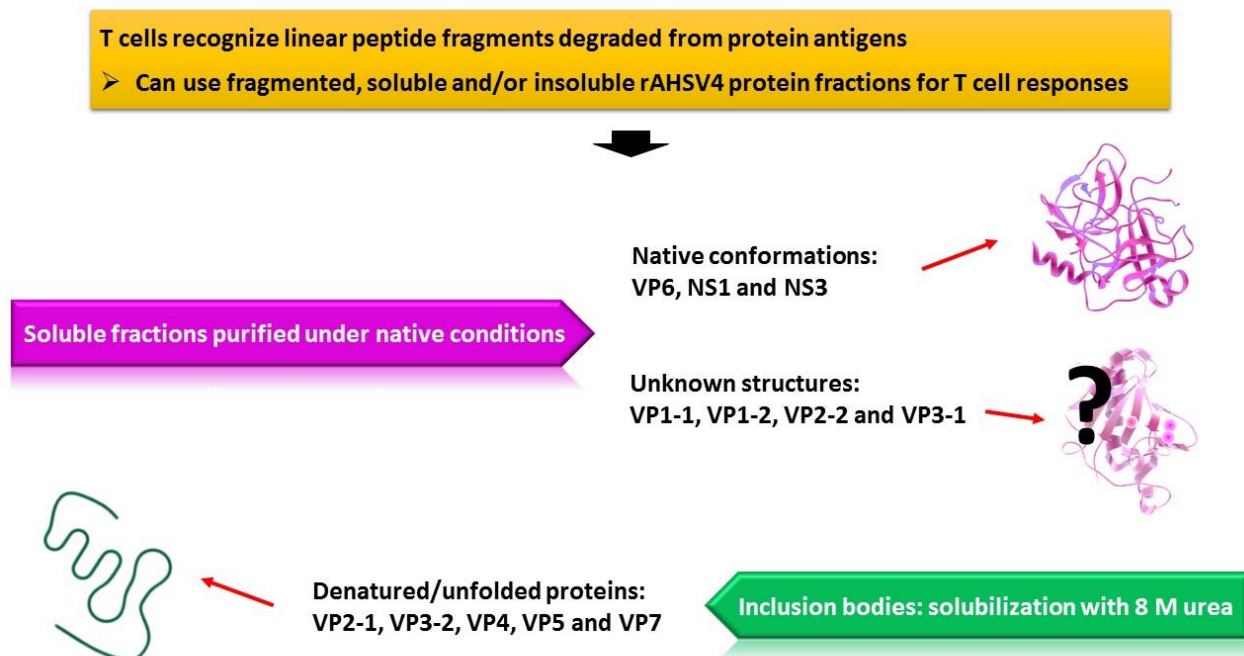 T cells recognize linear peptide fragments degraded from protein antigens
➢ Can use fragmented, soluble and/or insoluble rAHSV4 protein fractions for T cell responses
Native conformations:
VP6, NS1 and NS3
Soluble fractions purified under native conditions
Unknown structures:
VP1-1, VP1-2, VP2-2 and VP3-1
?
Denatured/unfolded proteins:
VP2-1, VP3-2, VP4, VP5 and VP7
Inclusion bodies: solubilization with 8 M urea